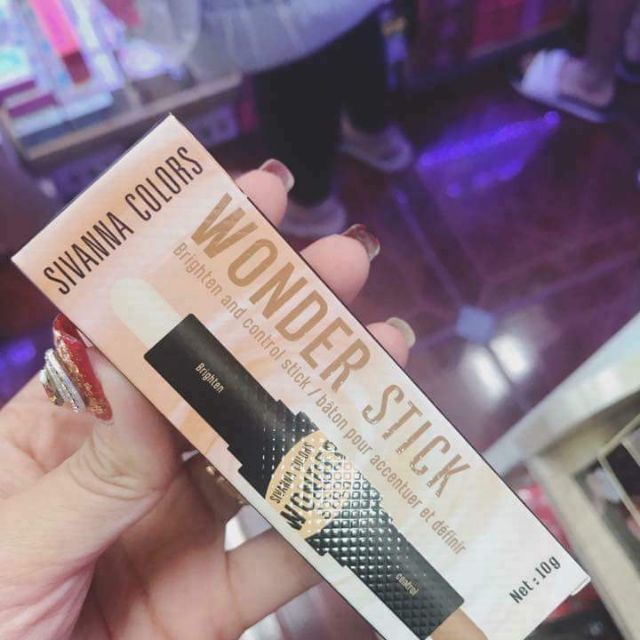 SIVANNA COLORS
WONDER STICK
Brighten and control stick / bâton pour accentuer et définir
Brighten
SIVANNA COLORS
WONDER
control
Net : 10g